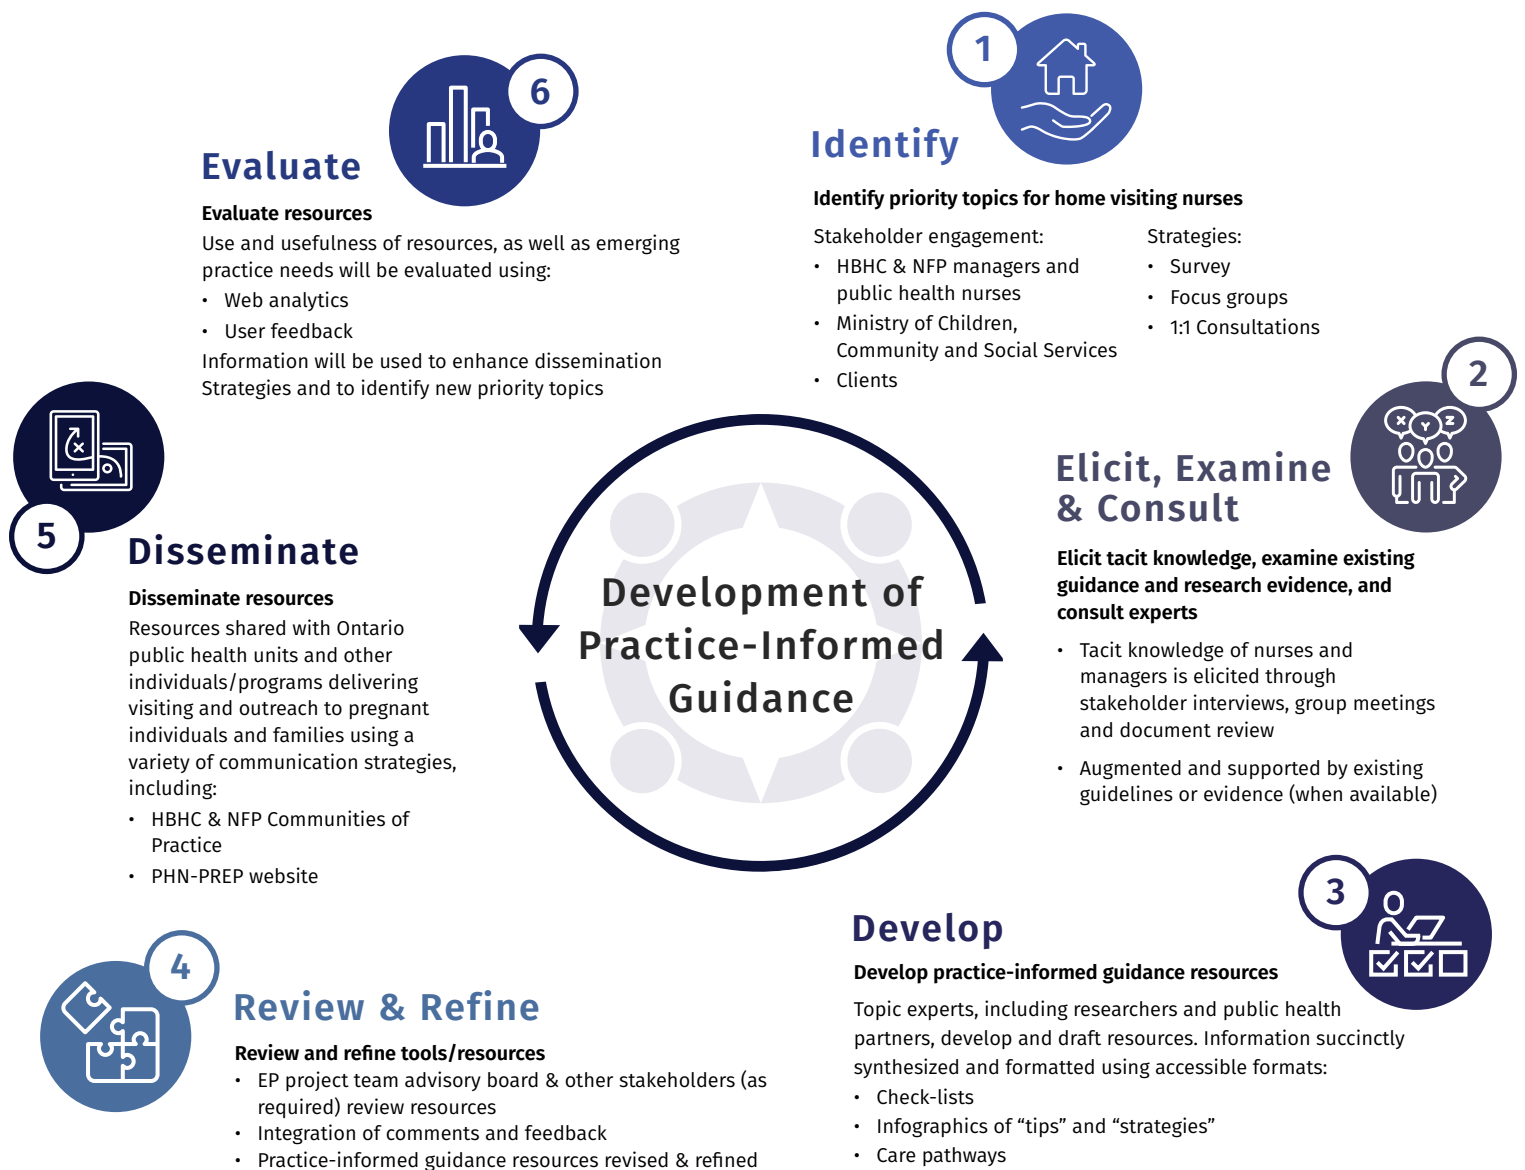 1
Identify
Identify priority topics for home visiting nurses
Stakeholder engagement:
• HBHC & NFP managers and
public health nurses
• Ministry of Children,
Community and Social Services
• Clients
Strategies:
• Survey
• Focus groups
• 1:1 Consultations
2
X Y Z
Elicit, Examine
& Consult
Elicit tacit knowledge, examine existing
guidance and research evidence, and
consult experts
• Tacit knowledge of nurses and
managers is elicited through
stakeholder interviews, group meetings
and document review
• Augmented and supported by existing
guidelines or evidence (when available)
3
Develop
Develop practice-informed guidance resources
Topic experts, including researchers and public health
partners, develop and draft resources. Information succinctly
synthesized and formatted using accessible formats:
• Check-lists
• Infographics of “tips” and “strategies”
• Care pathways
4
Review & Refine
Review and refine tools/resources
• EP project team advisory board & other stakeholders (as
required) review resources
• Integration of comments and feedback
• Practice-informed guidance resources revised & refined
5
x
Disseminate
Disseminate resources
Resources shared with Ontario
public health units and other
individuals/programs delivering
visiting and outreach to pregnant
individuals and families using a
variety of communication strategies,
including:
• HBHC & NFP Communities of
Practice
• PHN-PREP website
6
Evaluate
Evaluate resources
Use and usefulness of resources, as well as emerging
practice needs will be evaluated using:
• Web analytics
• User feedback
Information will be used to enhance dissemination
Strategies and to identify new priority topics
Development of
Practice-Informed
Guidance